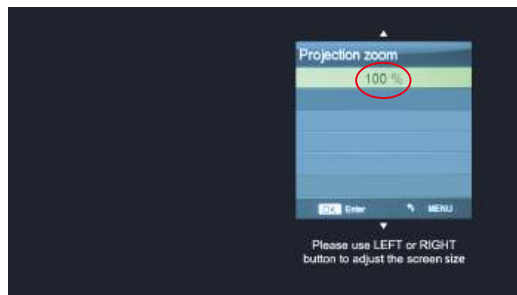 Projection zoom
100 %
OK Enter MENU
Please use LEFT or RIGHT
button to adjust the screen size